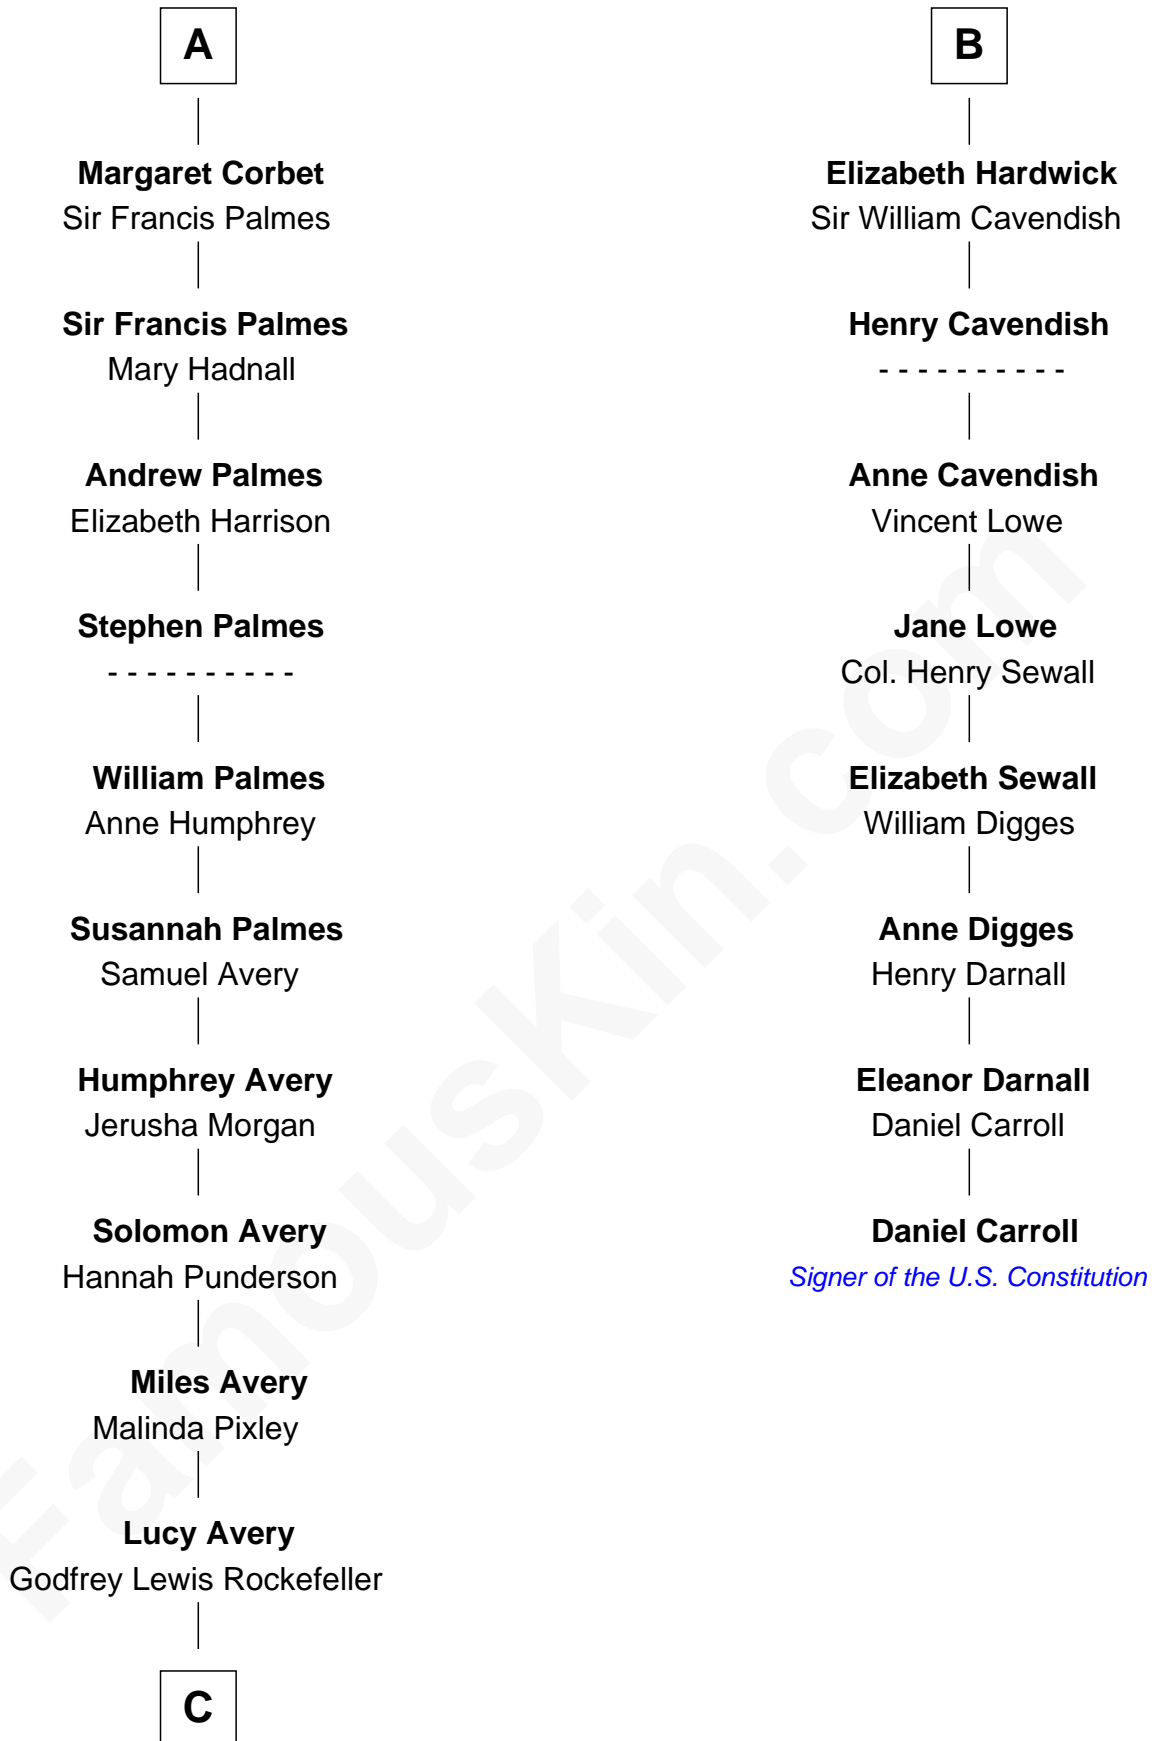 A
Margaret Corbet
Sir Francis Palmes
Sir Francis Palmes
Mary Hadnall
Andrew Palmes
Elizabeth Harrison
Stephen Palmes
- - - - - - - - - -
William Palmes
Anne Humphrey
Susannah Palmes
Samuel Avery
Humphrey Avery
Jerusha Morgan
Solomon Avery
Hannah Punderson
Miles Avery
Malinda Pixley
Lucy Avery
Godfrey Lewis Rockefeller
C
B
Elizabeth Hardwick
Sir William Cavendish
Henry Cavendish
- - - - - - - - - -
Anne Cavendish
Vincent Lowe
Jane Lowe
Col. Henry Sewall
Elizabeth Sewall
William Digges
Anne Digges
Henry Darnall
Eleanor Darnall
Daniel Carroll
Daniel Carroll
Signer of the U.S. Constitution
FamousKin.com